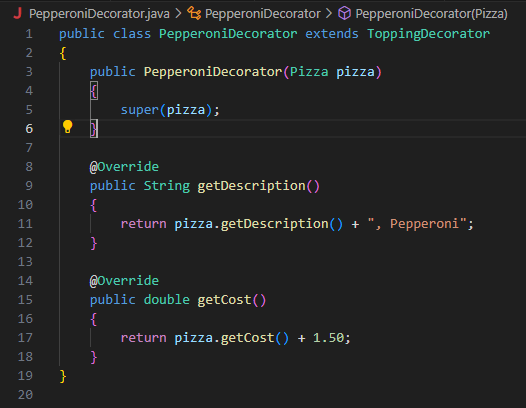 PepperoniDecorator.java > PepperoniDecorator > PepperoniDecorator(Pizza)
1 public class PepperoniDecorator extends ToppingDecorator
2 {
3     public PepperoniDecorator(Pizza pizza)
4     {
5         super(pizza);
6     }
7
8     @Override
9     public String getDescription()
10     {
11         return pizza.getDescription() + ", Pepperoni";
12     }
13
14     @Override
15     public double getCost()
16     {
17         return pizza.getCost() + 1.50;
18     }
19 }
20